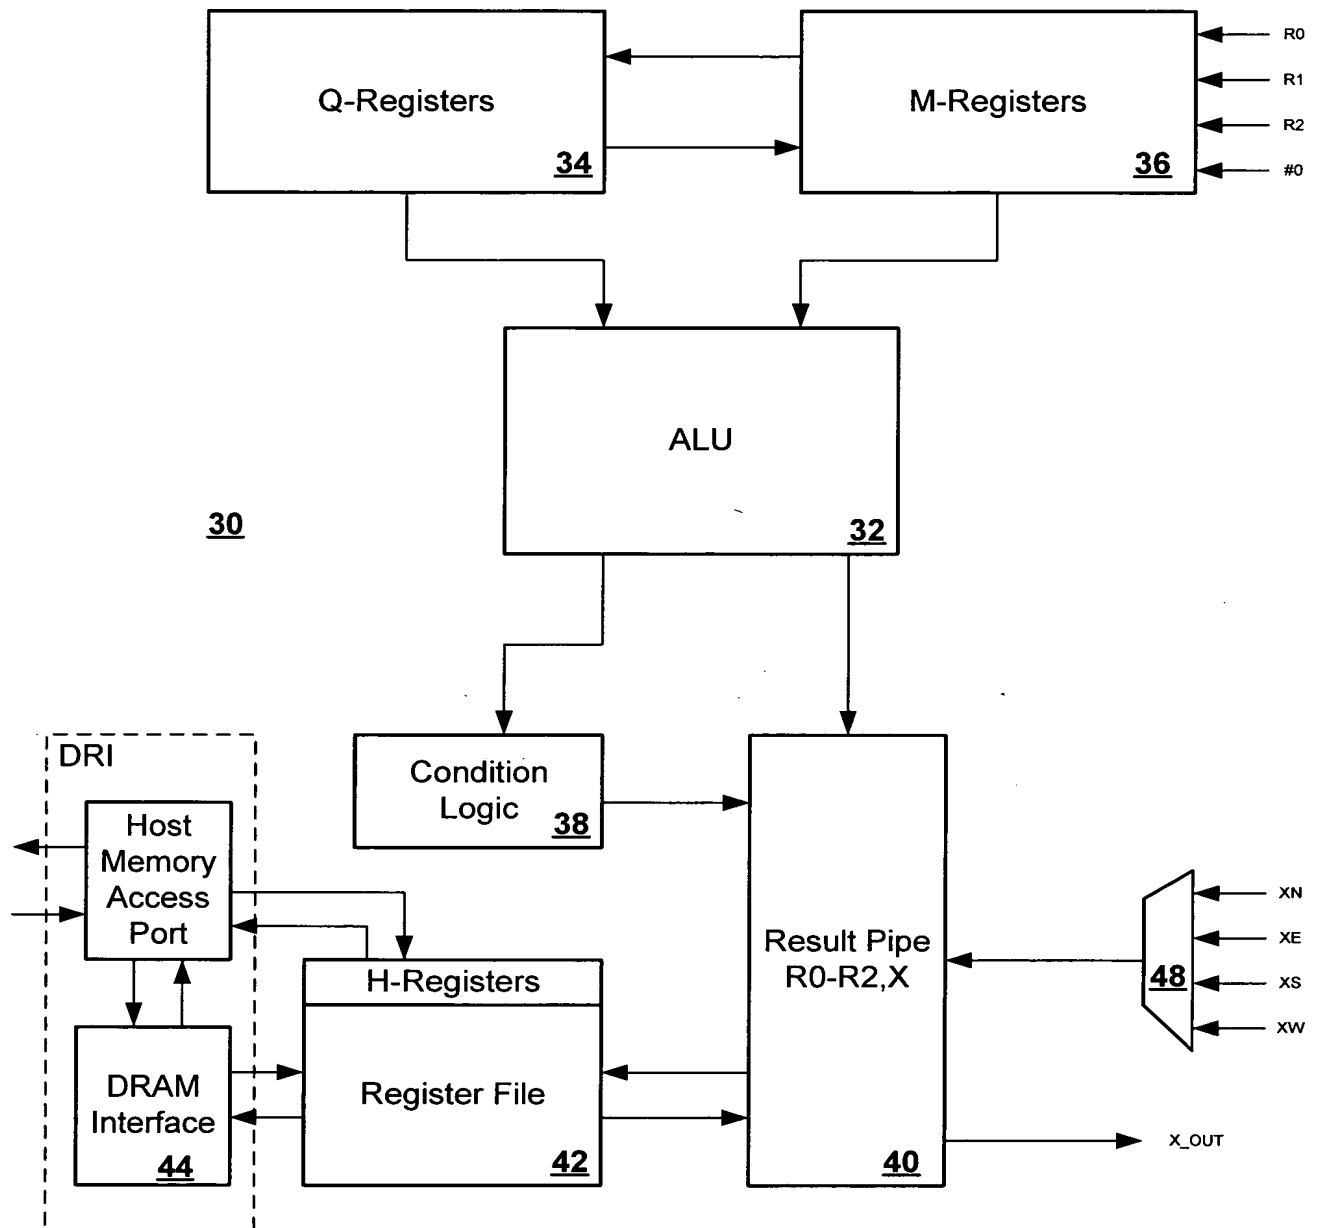 Q-Registers
34
M-Registers
36
R0
R1
R2
#0
ALU
32
30
DRI
Host
Memory
Access
Port
Condition
Logic
38
Result Pipe
R0-R2,X
40
48
XN
XE
XS
XW
H-Registers
Register File
42
DRAM
Interface
44
X_OUT